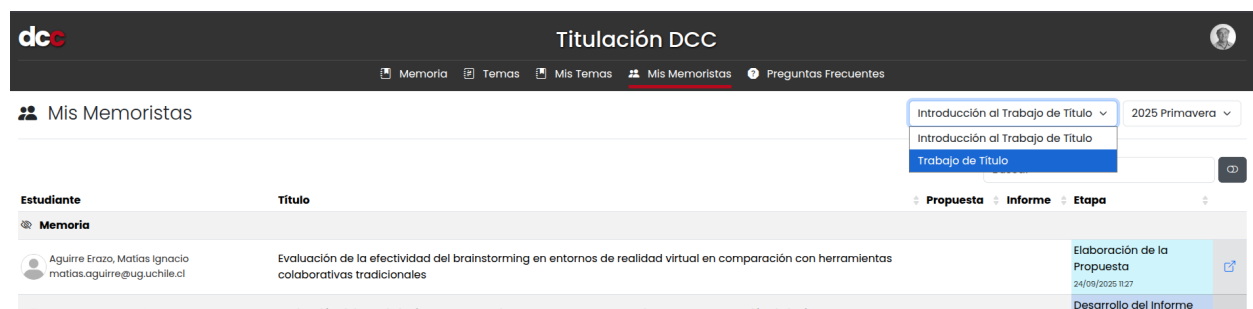 dcc
Titulación DCC
Memoria Temas Mis Temas Mis Memoristas Preguntas Frecuentes
Mis Memoristas
Introducción al Trabajo de Título 2025 Primavera
Introducción al Trabajo de Título
Trabajo de Título
Estudiante Título Propuesta Informe Etapa
Memoria
Aguirre Erazo, Matías Ignacio
matias.aguirre@ug.uchile.cl
Evaluación de la efectividad del brainstorming en entornos de realidad virtual en comparación con herramientas
colaborativas tradicionales
Elaboración de la
Propuesta
24/09/2025 11:27
Desarrollo del Informe